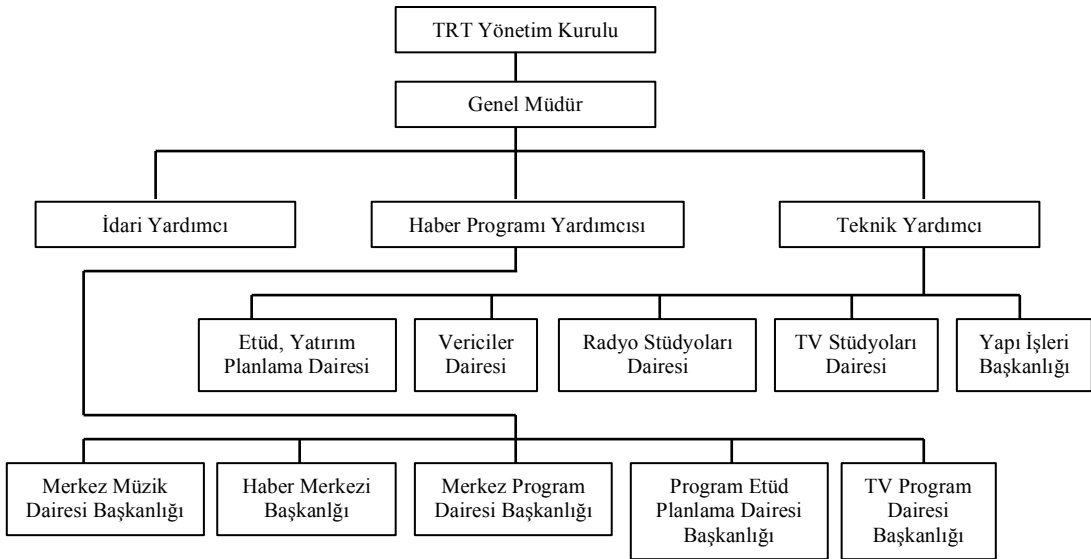 TRT Yönetim Kurulu
Genel Müdür
İdari Yardımcı
Haber Programı Yardımcısı
Teknik Yardımcı
Etüd, Yatırım
Planlama Dairesi
Vericiler
Dairesi
Radyo Stüdyoları
Dairesi
TV Stüdyoları
Dairesi
Yapı İşleri
Başkanlığı
Merkez Müzik
Dairesi Başkanlığı
Haber Merkezi
Başkanlğı
Merkez Program
Dairesi Başkanlığı
Program Etüd
Planlama Dairesi
Başkanlığı
TV Program
Dairesi
Başkanlığı